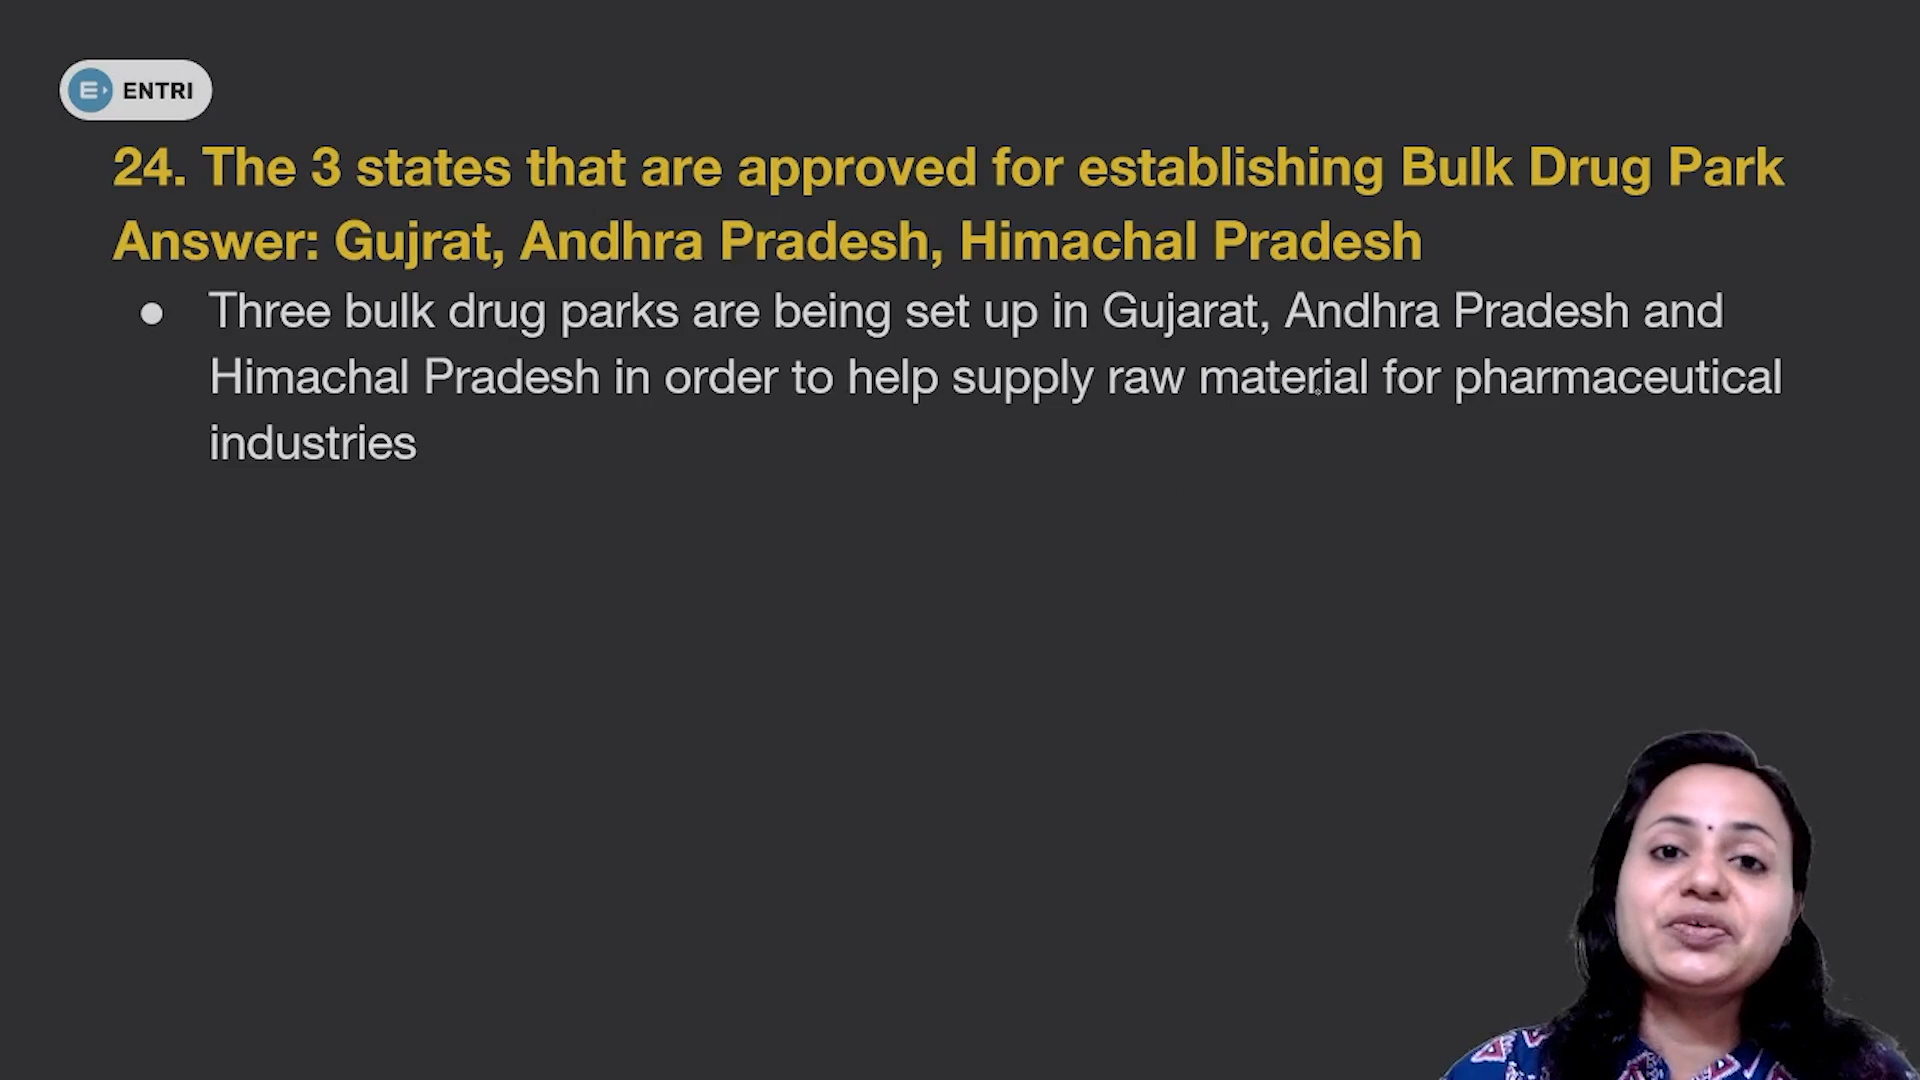 ENTRI
24. The 3 states that are approved for establishing Bulk Drug Park
Answer: Gujrat, Andhra Pradesh, Himachal Pradesh
● Three bulk drug parks are being set up in Gujarat, Andhra Pradesh and
Himachal Pradesh in order to help supply raw material for pharmaceutical
industries